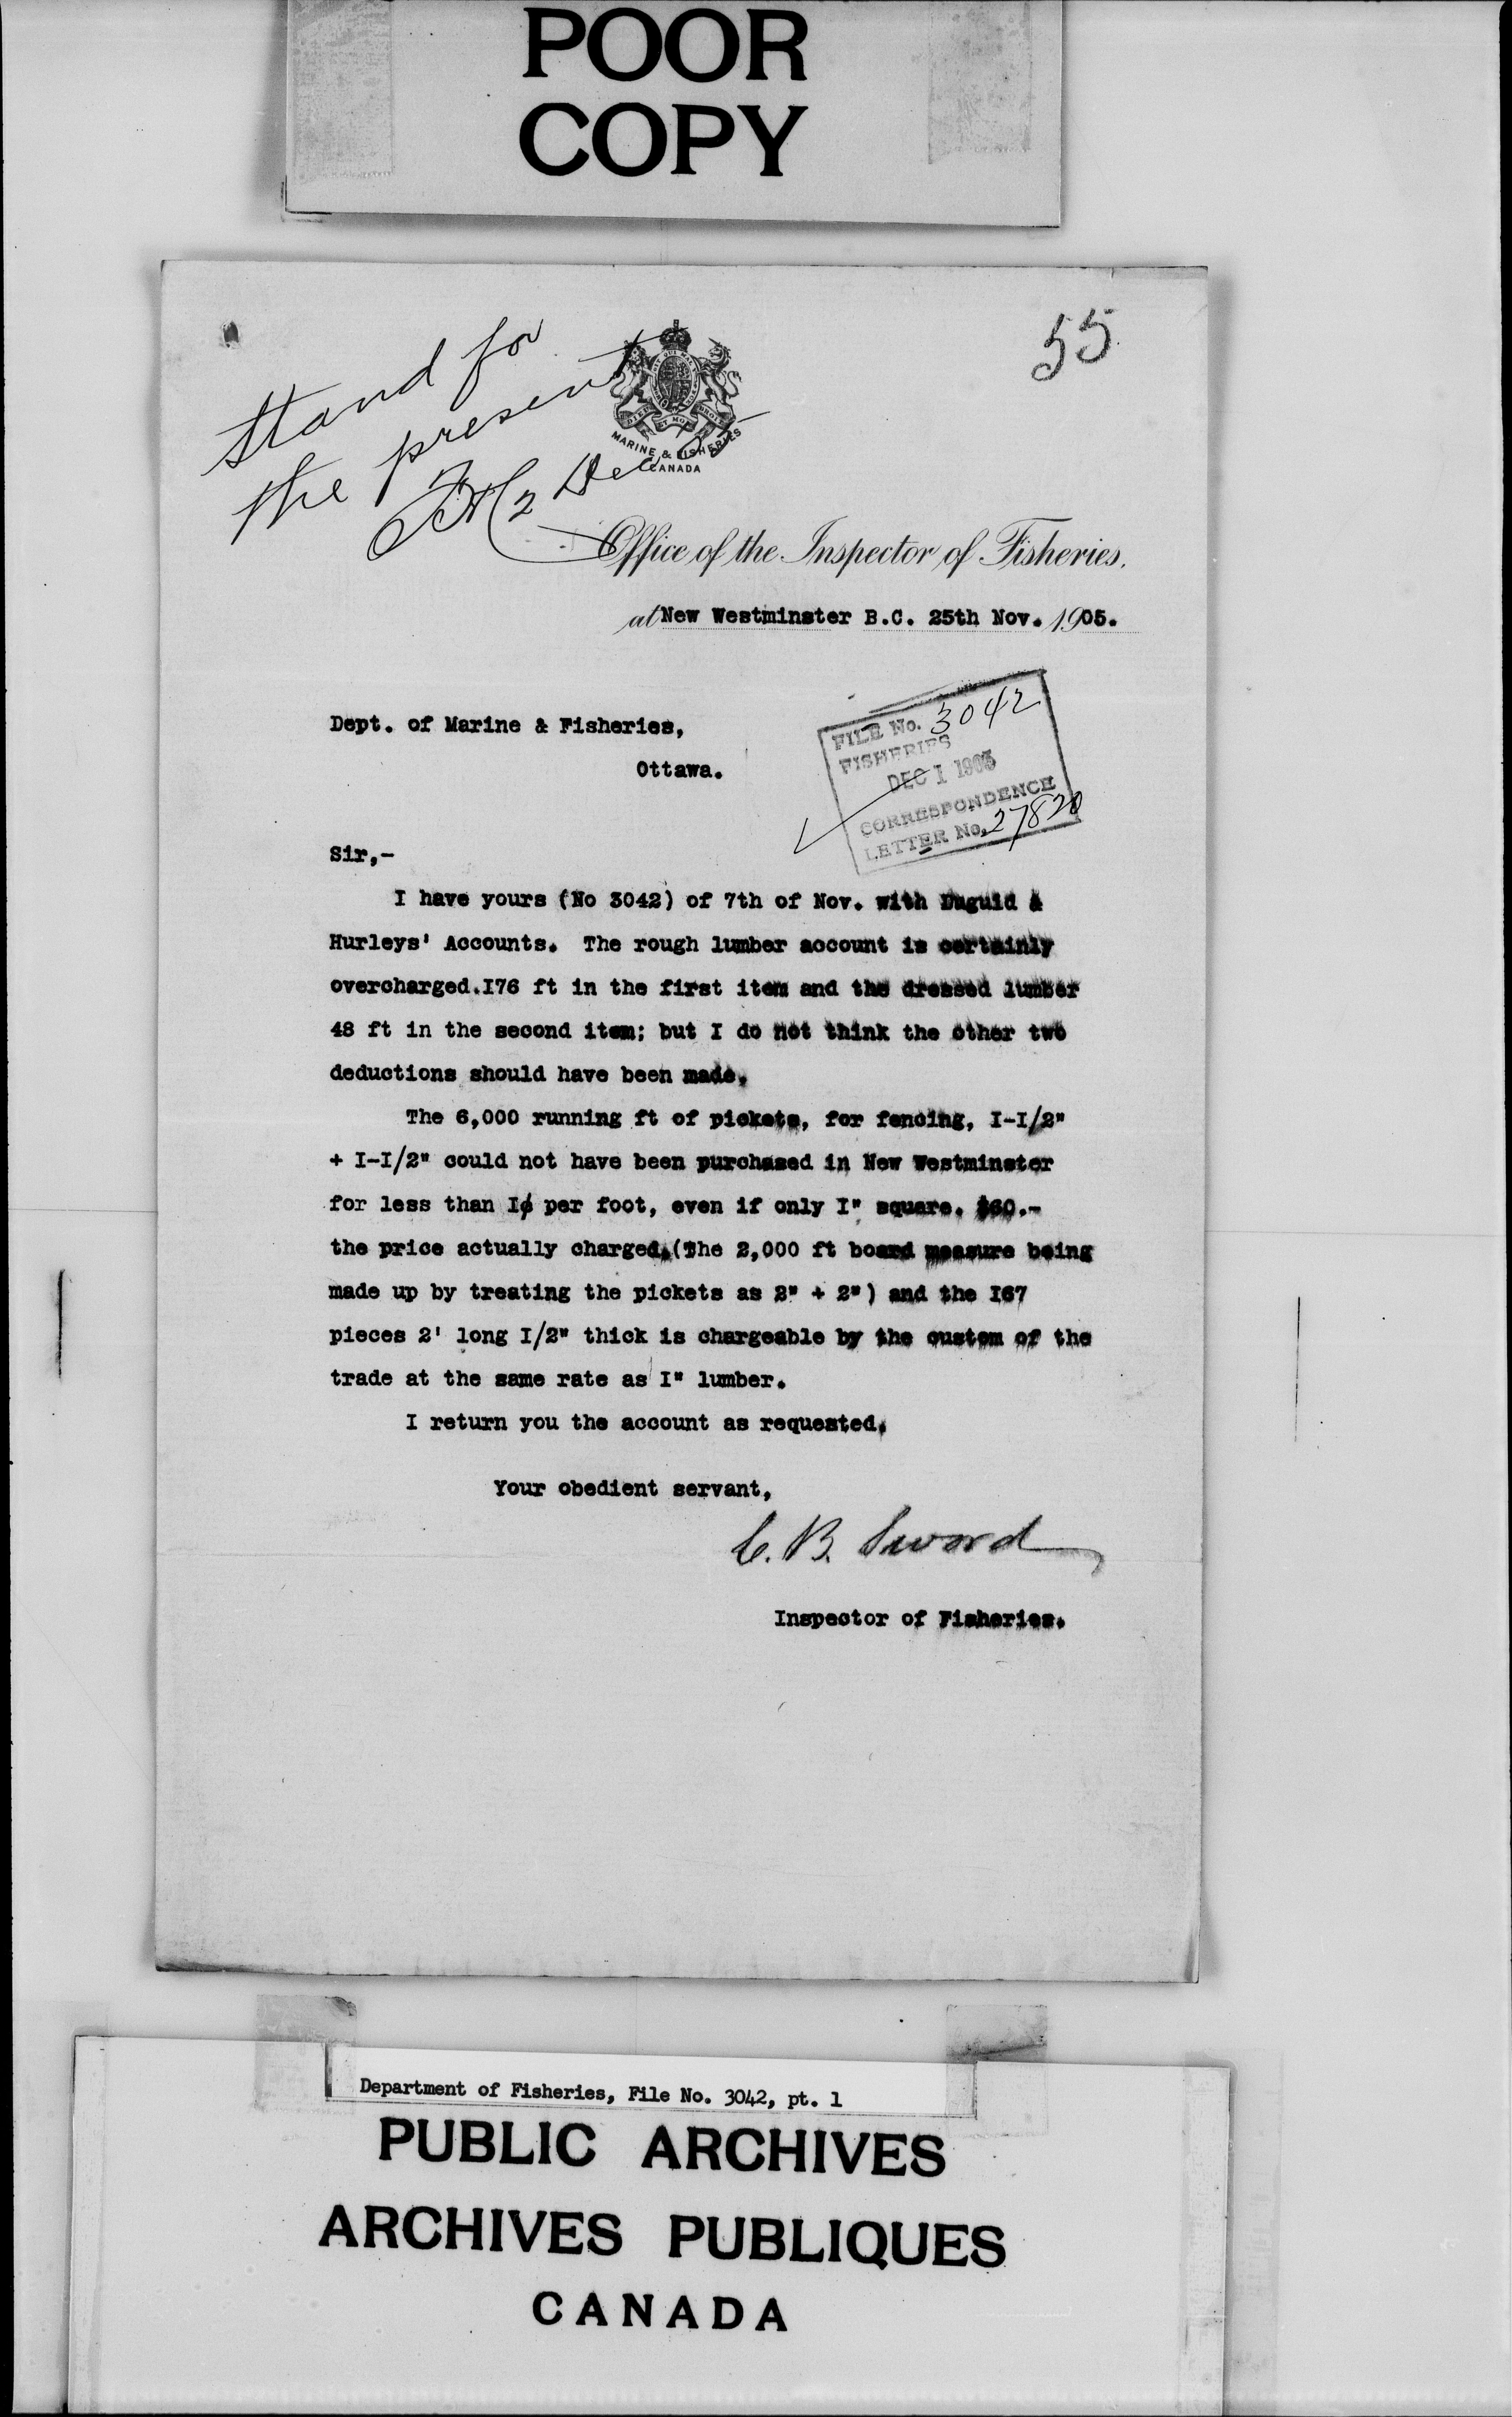 POOR
COPY
55
Stand for
the present
Dec
MARINE & FISHERIES
CANADA
Office of the Inspector of Fisheries.
at New Westminster B.C. 25th Nov. 1905.
FILE No. 3042
FISHERIES
DEC 1 1905
CORRESPONDENCE
LETTER No. 27820
Dept. of Marine & Fisheries,
Ottawa.
Sir,-
I have yours (No 3042) of 7th of Nov. with Duguid &
Hurleys' Accounts. The rough lumber account is certainly
overcharged.I76 ft in the first item and the dressed lumber
48 ft in the second item; but I do not think the other two
deductions should have been made.
The 6,000 running ft of pickets, for fencing, I-I/2"
+ I-I/2" could not have been purchased in New Westminster
for less than I¢ per foot, even if only I" square. $60.-
the price actually charged.(The 2,000 ft board measure being
made up by treating the pickets as 2" + 2") and the I67
pieces 2' long I/2" thick is chargeable by the custom of the
trade at the same rate as I" lumber.
I return you the account as requested.
Your obedient servant,
C. B. Sword
Inspector of Fisheries.
Department of Fisheries, File No. 3042, pt. 1
PUBLIC ARCHIVES
ARCHIVES PUBLIQUES
CANADA